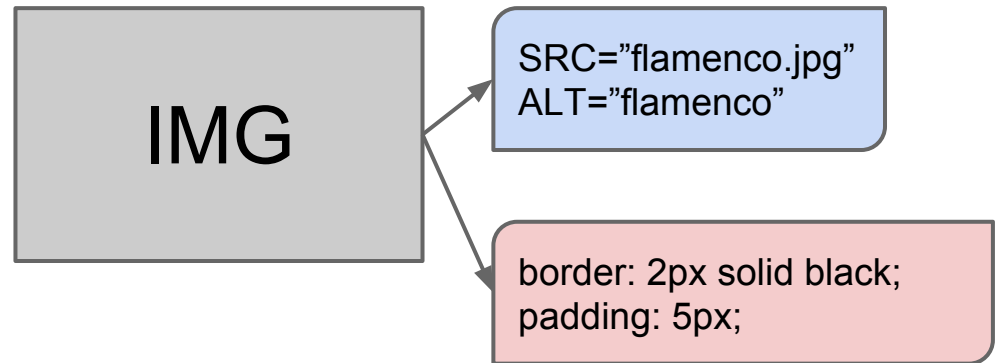 IMG
SRC=”flamenco.jpg”
ALT=”flamenco”
border: 2px solid black;
padding: 5px;